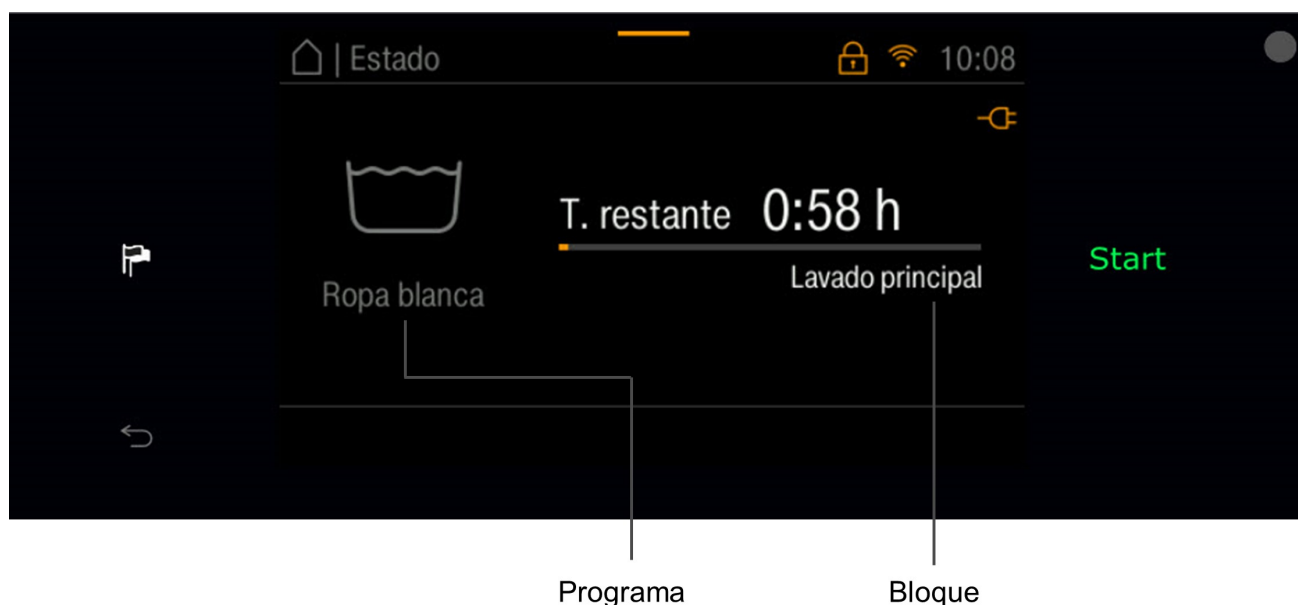 | Estado
10:08
T. restante 0:58 h
Lavado principal
Ropa blanca
Start
Programa
Bloque